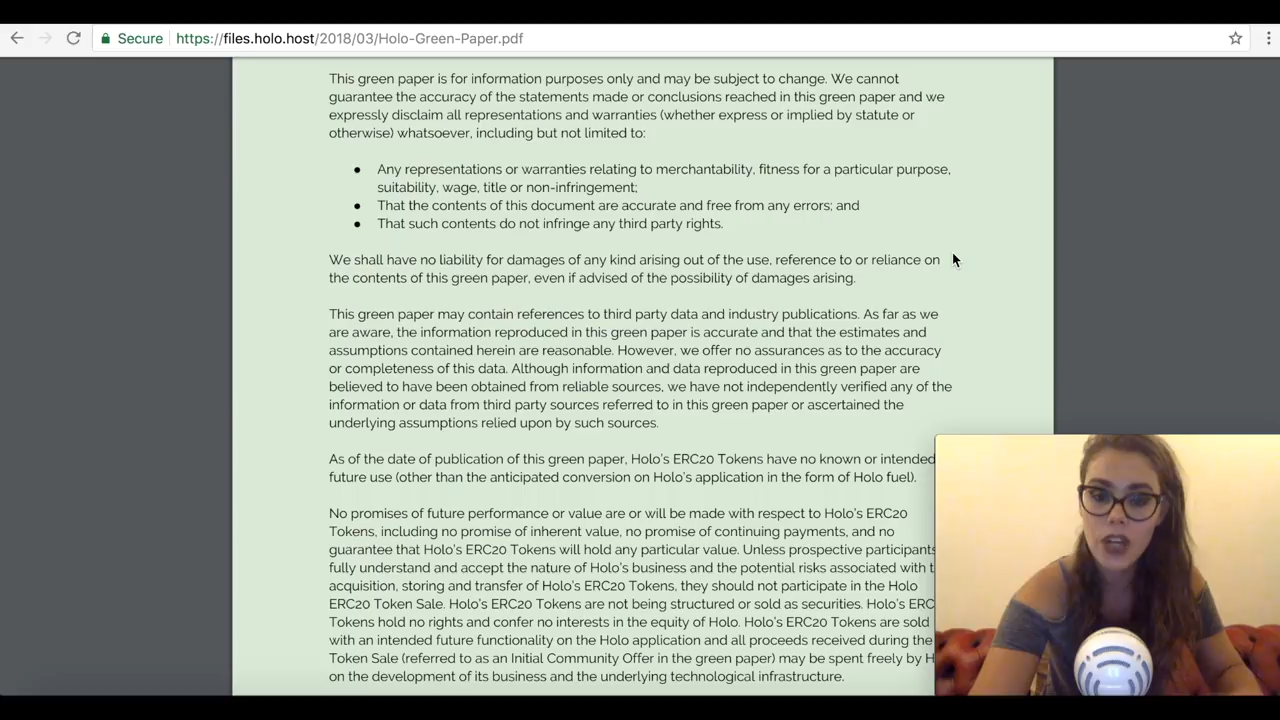 Secure https://files.holo.host/2018/03/Holo-Green-Paper.pdf
This green paper is for information purposes only and may be subject to change. We cannot
guarantee the accuracy of the statements made or conclusions reached in this green paper and we
expressly disclaim all representations and warranties (whether express or implied by statute or
otherwise) whatsoever, including but not limited to:
● Any representations or warranties relating to merchantability, fitness for a particular purpose,
suitability, wage, title or non-infringement;
● That the contents of this document are accurate and free from any errors; and
● That such contents do not infringe any third party rights.
We shall have no liability for damages of any kind arising out of the use, reference to or reliance on
the contents of this green paper, even if advised of the possibility of damages arising.
This green paper may contain references to third party data and industry publications. As far as we
are aware, the information reproduced in this green paper is accurate and that the estimates and
assumptions contained herein are reasonable. However, we offer no assurances as to the accuracy
or completeness of this data. Although information and data reproduced in this green paper are
believed to have been obtained from reliable sources, we have not independently verified any of the
information or data from third party sources referred to in this green paper or ascertained the
underlying assumptions relied upon by such sources.
As of the date of publication of this green paper, Holo's ERC20 Tokens have no known or intended
future use (other than the anticipated conversion on Holo's application in the form of Holo fuel).
No promises of future performance or value are or will be made with respect to Holo's ERC20
Tokens, including no promise of inherent value, no promise of continuing payments, and no
guarantee that Holo's ERC20 Tokens will hold any particular value. Unless prospective participants
fully understand and accept the nature of Holo's business and the potential risks associated with
acquisition, storing and transfer of Holo's ERC20 Tokens, they should not participate in the Holo
ERC20 Token Sale. Holo's ERC20 Tokens are not being structured or sold as securities. Holo's ERC
Tokens hold no rights and confer no interests in the equity of Holo. Holo's ERC20 Tokens are sold
with an intended future functionality on the Holo application and all proceeds received during the
Token Sale (referred to as an Initial Community Offer in the green paper) may be spent freely by H
on the development of its business and the underlying technological infrastructure.